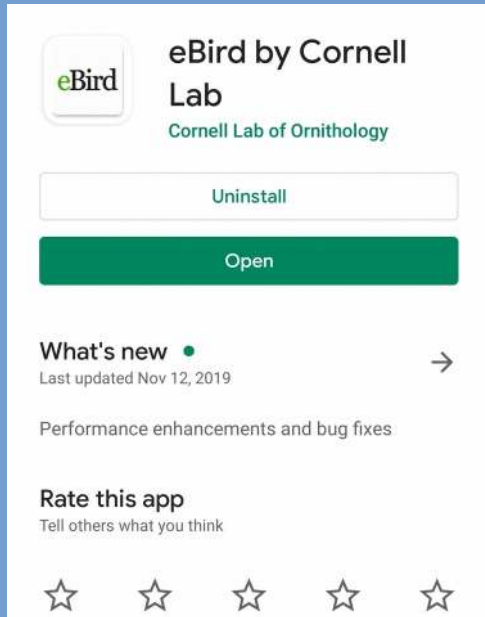 eBird
eBird by Cornell
Lab
Cornell Lab of Ornithology
Uninstall
Open
What's new
Last updated Nov 12, 2019
Performance enhancements and bug fixes
Rate this app
Tell others what you think